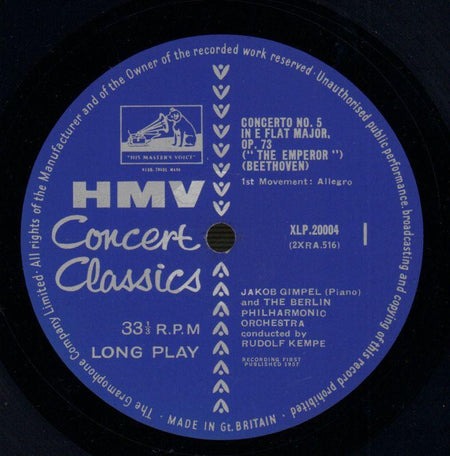 The Gramophone Company Limited · All rights of the Manufacturer and of the Owner of the recorded work reserved · Unauthorised public performance, broadcasting and copying of this record prohibited
"HIS MASTER'S VOICE"
REGD. TRADE MARK
HMV
Concert
Classics
33⅓ R.P.M
LONG PLAY
CONCERTO NO. 5
IN E FLAT MAJOR,
OP. 73
("THE EMPEROR")
(BEETHOVEN)
1st Movement: Allegro
XLP.20004
(2XRA.516)
I
JAKOB GIMPEL (Piano)
and THE BERLIN
PHILHARMONIC
ORCHESTRA
conducted by
RUDOLF KEMPE
RECORDING FIRST
PUBLISHED 1957
· MADE IN Gt. BRITAIN ·